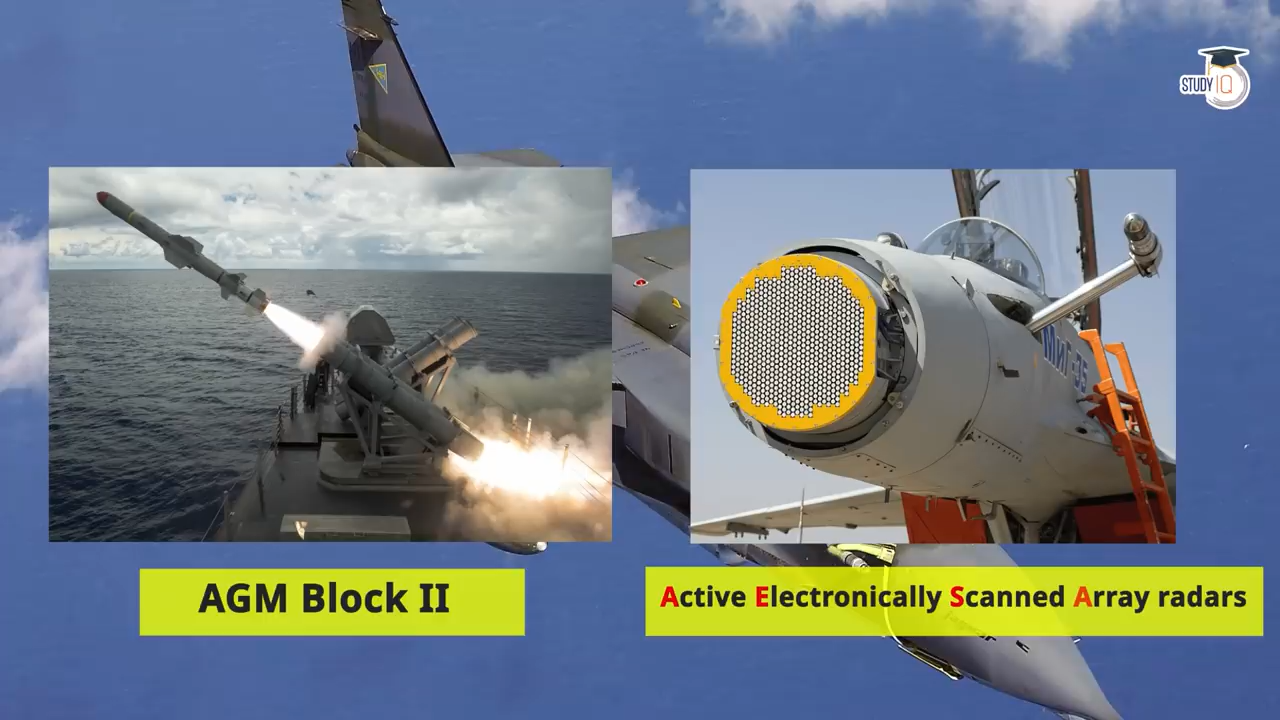 STUDY IQ
МиГ-35
AGM Block II
Active Electronically Scanned Array radars